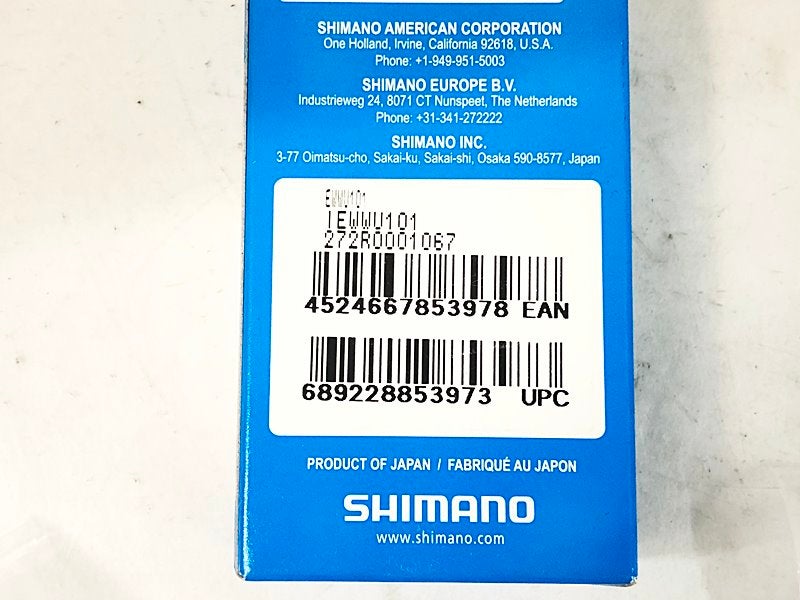 SHIMANO AMERICAN CORPORATION
One Holland, Irvine, California 92618, U.S.A.
Phone: +1-949-951-5003
SHIMANO EUROPE B.V.
Industrieweg 24, 8071 CT Nunspeet, The Netherlands
Phone: +31-341-272222
SHIMANO INC.
3-77 Oimatsu-cho, Sakai-ku, Sakai-shi, Osaka 590-8577, Japan
EWWU101
IEWWU101
272R0001067
4524667853978 EAN
689228853973 UPC
PRODUCT OF JAPAN / FABRIQUÉ AU JAPON
SHIMANO
www.shimano.com